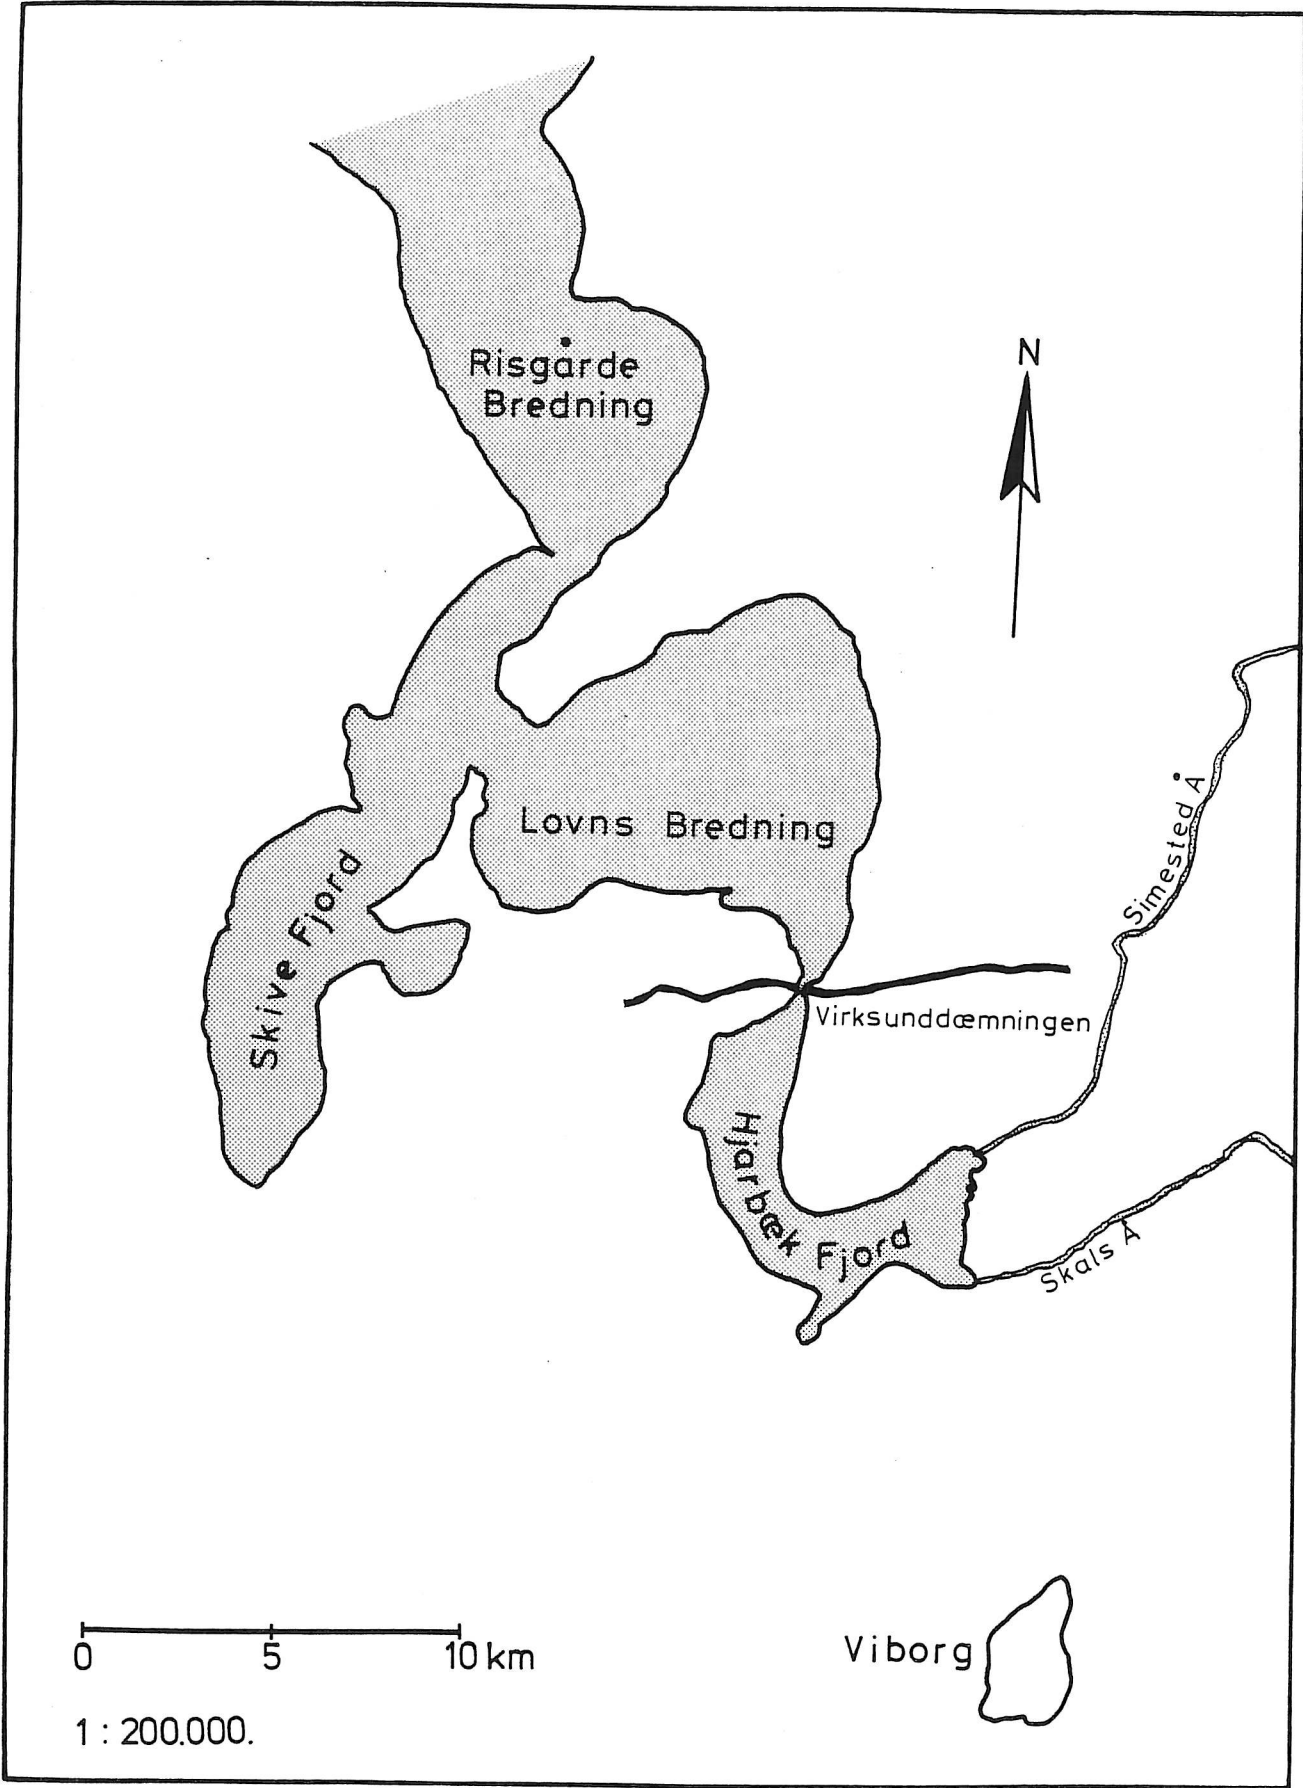 Risgårde
Bredning
N
Lovns Bredning
Simested Å
Skive Fjord
Virksunddæmningen
Hjarbæk Fjord
Skals Å
0 5 10 km
Viborg
1 : 200.000.